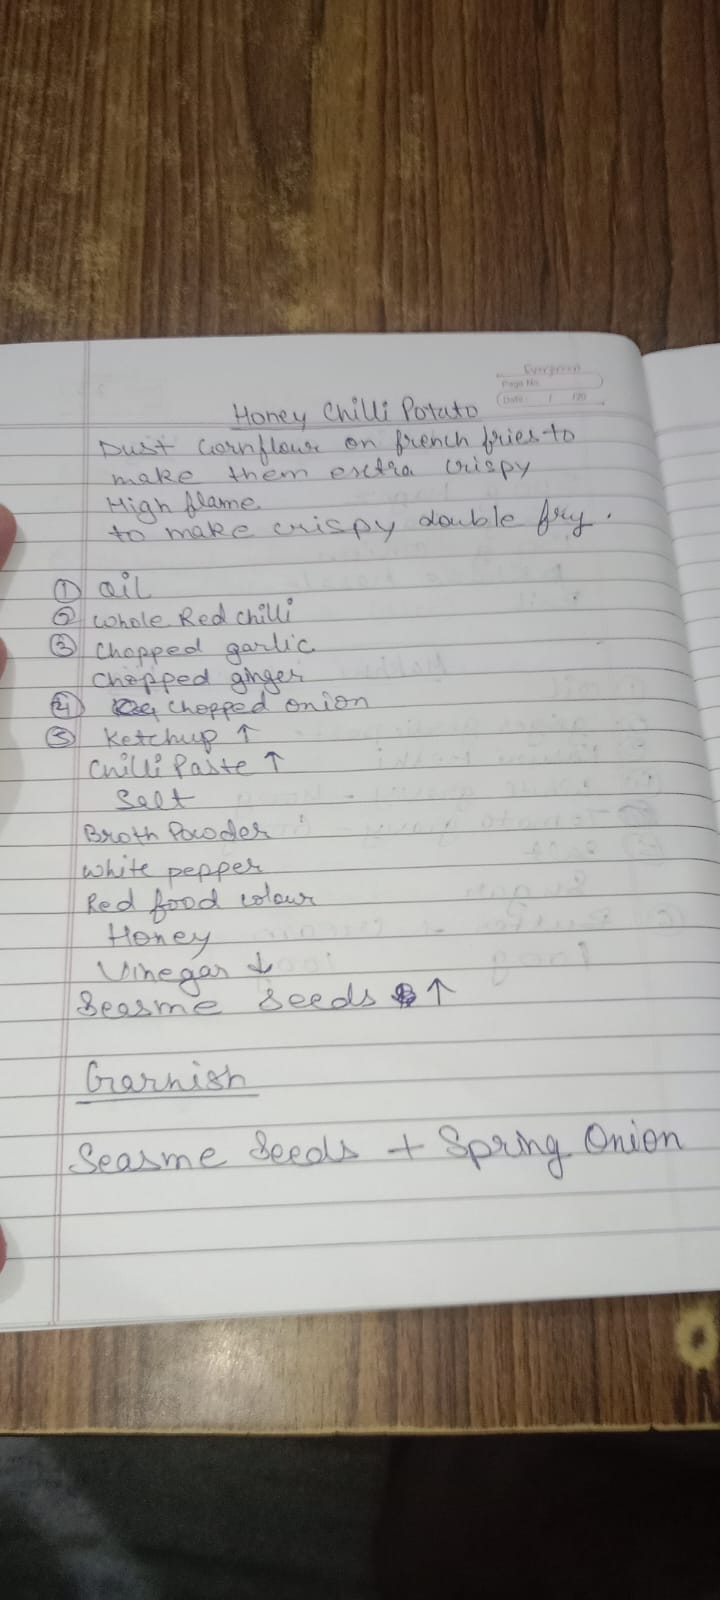 Evergreen
Page No.
Date: / /20
Honey Chilli Potato
Dust Cornflour on french fries to
make them extra crispy
High flame
to make crispy double fry.
① Oil
② Whole Red chilli
③ Chopped garlic
Chopped ginger
④ Chopped onion
⑤ Ketchup ↑
Chilli Paste ↑
Salt
Broth Powder
White pepper
Red food colour
Honey
Vinegar ↓
Seasme Seeds ↑
Garnish
Seasme Seeds + Spring Onion